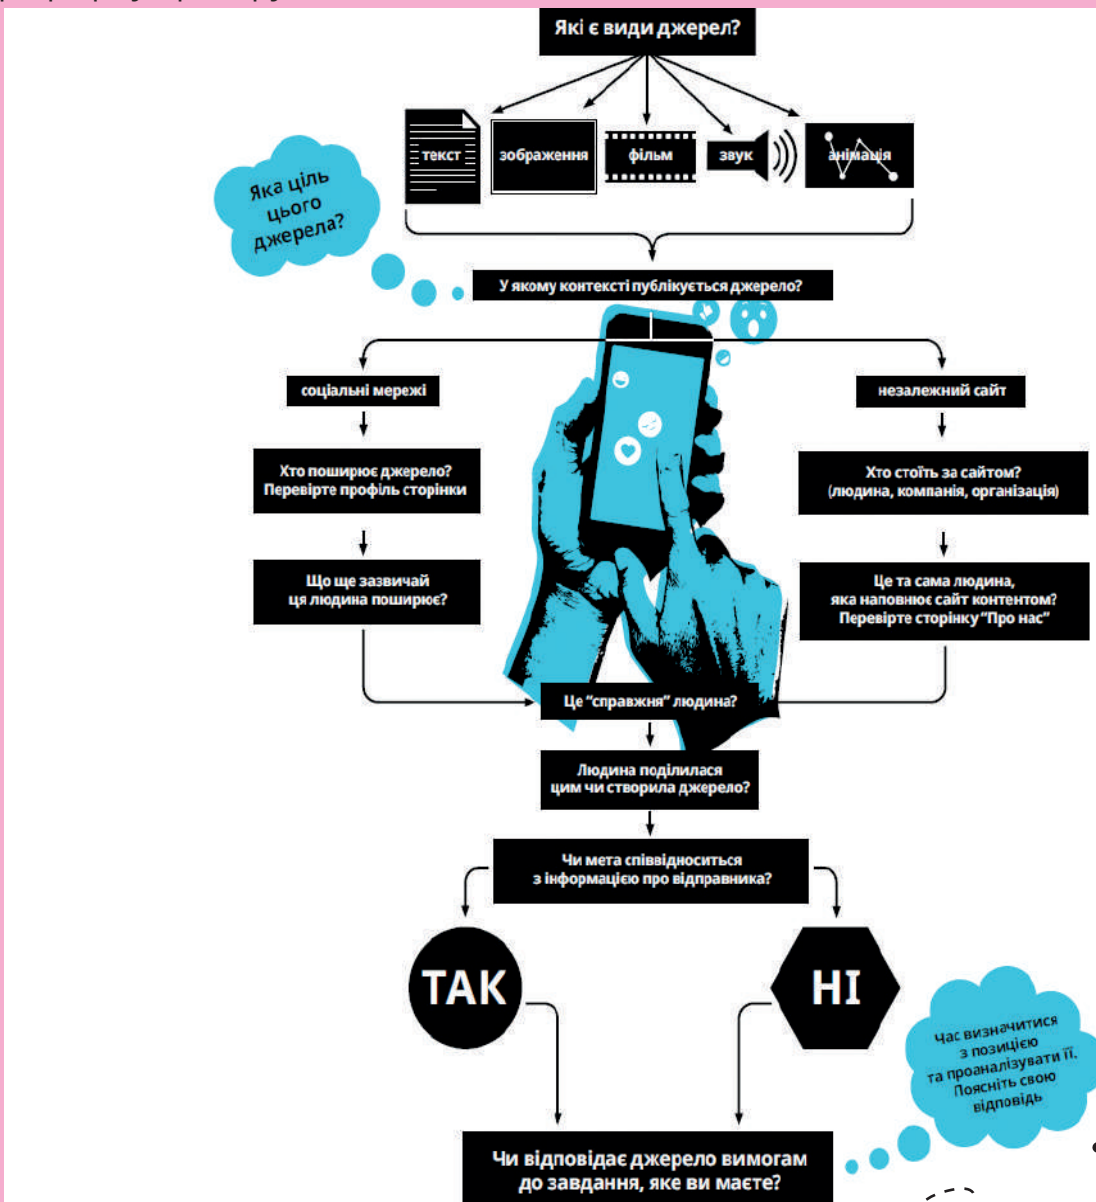 Які є види джерел?
текст
зображення
фільм
звук
анімація
Яка ціль
цього
джерела?
У якому контексті публікується джерело?
соціальні мережі
незалежний сайт
Хто поширює джерело?
Перевірте профіль сторінки
Хто стоїть за сайтом?
(людина, компанія, організація)
Що ще зазвичай
ця людина поширює?
Це та сама людина,
яка наповнює сайт контентом?
Перевірте сторінку “Про нас”
Це “справжня” людина?
Людина поділилася
цим чи створила джерело?
Чи мета співвідноситься
з інформацією про відправника?
ТАК
НІ
Час визначитися
з позицією
та проаналізувати її.
Поясніть свою
відповідь
Чи відповідає джерело вимогам
до завдання, яке ви маєте?